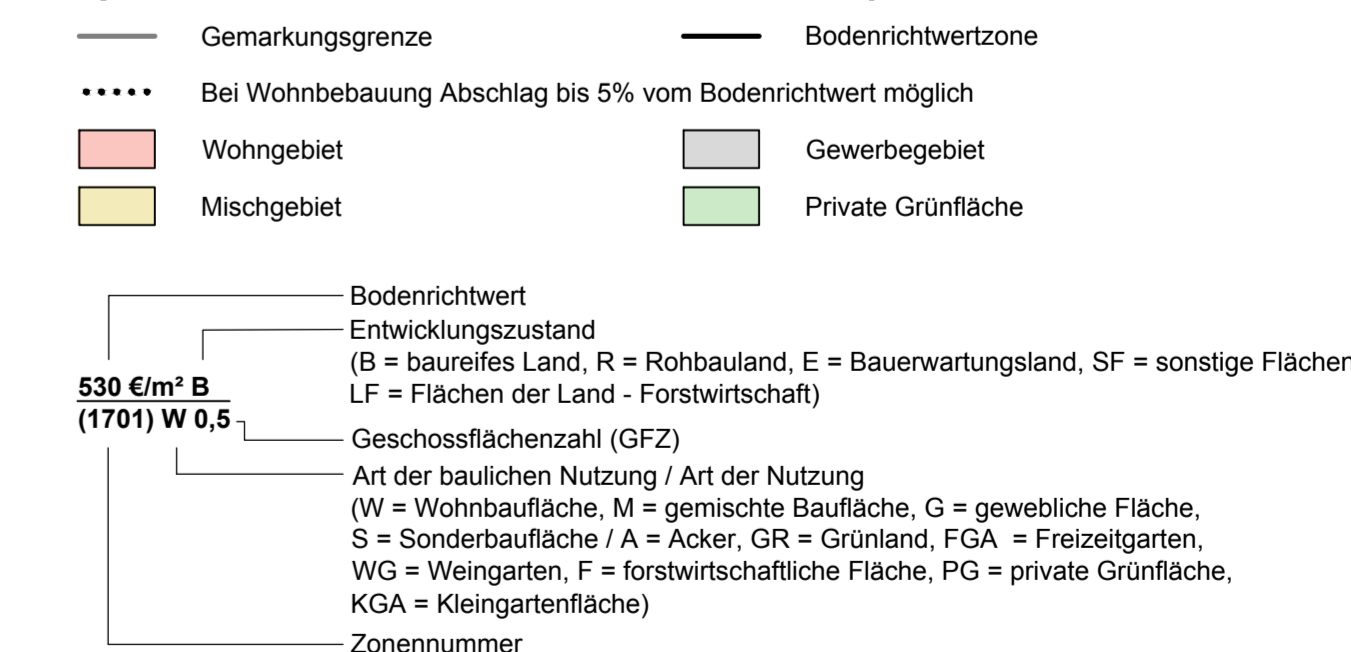 Gemarkungsgrenze
Bodenrichtwertzone
Bei Wohnbebauung Abschlag bis 5% vom Bodenrichtwert möglich
Wohngebiet
Gewerbegebiet
Mischgebiet
Private Grünfläche
Bodenrichtwert
Entwicklungszustand
(B = baureifes Land, R = Rohbauland, E = Bauerwartungsland, SF = sonstige Flächen
LF = Flächen der Land - Forstwirtschaft)
530 €/m² B
(1701) W 0,5
Geschossflächenzahl (GFZ)
Art der baulichen Nutzung / Art der Nutzung
(W = Wohnbaufläche, M = gemischte Baufläche, G = gewebliche Fläche,
S = Sonderbaufläche / A = Acker, GR = Grünland, FGA = Freizeitgarten,
WG = Weingarten, F = forstwirtschaftliche Fläche, PG = private Grünfläche,
KGA = Kleingartenfläche)
Zonennummer